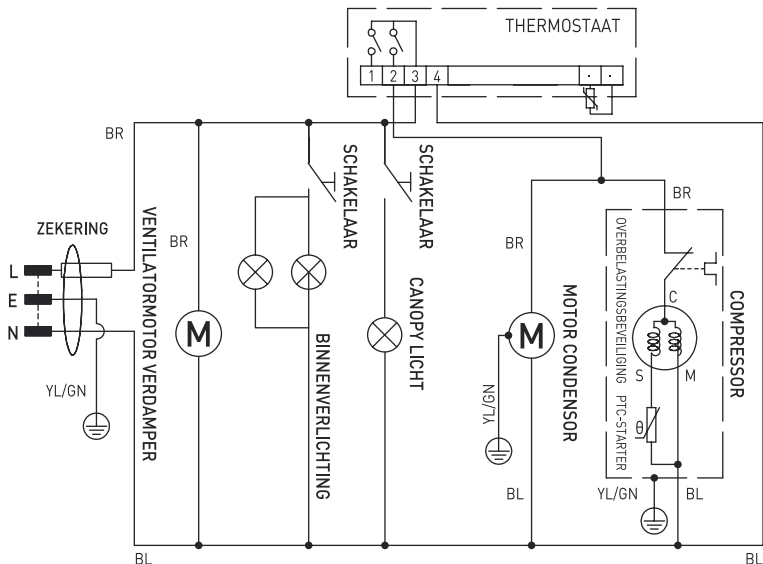 THERMOSTAAT
1 2 3 4
BR
SCHAKELAAR
SCHAKELAAR
BR
ZEKERING
VENTILATORMOTOR VERDAMPER
BR
BR
OVERBELASTINGSBEVEILIGING
L
E
N
M
BINNENVERLICHTING
CANOPY LICHT
M
MOTOR CONDENSOR
C
COMPRESSOR
S
M
YL/GN
YL/GN
θ
PTC-STARTER
BL
YL/GN
BL
BL
BL